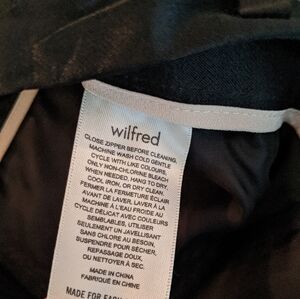 wilfred
CLOSE ZIPPER BEFORE CLEANING.
MACHINE WASH COLD GENTLE
CYCLE WITH LIKE COLOURS.
ONLY NON-CHLORINE BLEACH
WHEN NEEDED, HANG TO DRY,
COOL IRON, OR DRY CLEAN.
FERMER LA FERMETURE ÉCLAIR
AVANT DE LAVER, LAVER À LA
MACHINE À L'EAU FROIDE AU
CYCLE DÉLICAT AVEC COULEURS
SEMBLABLES, UTILISER
SEULEMENT UN JAVELLISANT
SANS CHLORE AU BESOIN,
SUSPENDRE POUR SÉCHER.
REPASSAGE DOUX,
OU NETTOYER À SEC.
MADE IN CHINA
FABRIQUÉ EN CHINE
MADE FOR